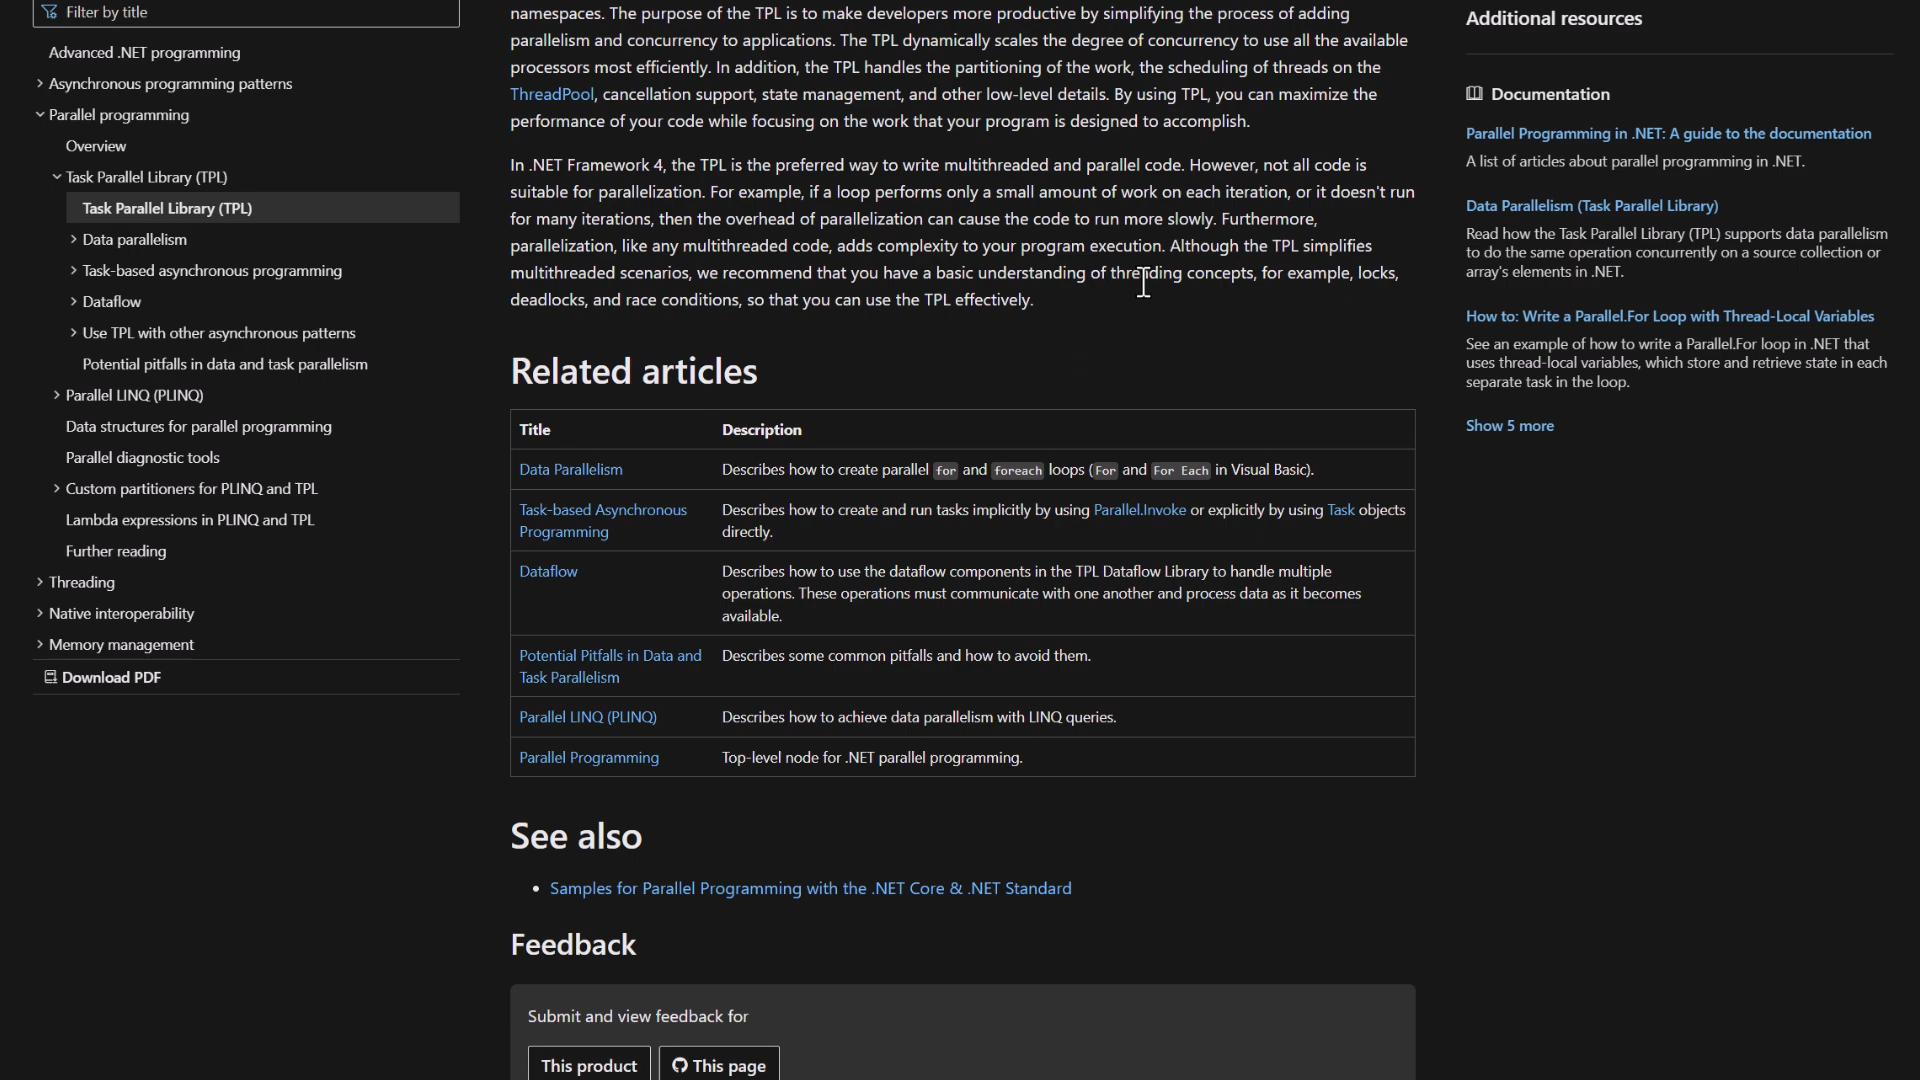 Filter by title
Advanced .NET programming
Asynchronous programming patterns
Parallel programming
Overview
Task Parallel Library (TPL)
Task Parallel Library (TPL)
Data parallelism
Task-based asynchronous programming
Dataflow
Use TPL with other asynchronous patterns
Potential pitfalls in data and task parallelism
Parallel LINQ (PLINQ)
Data structures for parallel programming
Parallel diagnostic tools
Custom partitioners for PLINQ and TPL
Lambda expressions in PLINQ and TPL
Further reading
Threading
Native interoperability
Memory management
Download PDF
namespaces. The purpose of the TPL is to make developers more productive by simplifying the process of adding
parallelism and concurrency to applications. The TPL dynamically scales the degree of concurrency to use all the available
processors most efficiently. In addition, the TPL handles the partitioning of the work, the scheduling of threads on the
ThreadPool, cancellation support, state management, and other low-level details. By using TPL, you can maximize the
performance of your code while focusing on the work that your program is designed to accomplish.
In .NET Framework 4, the TPL is the preferred way to write multithreaded and parallel code. However, not all code is
suitable for parallelization. For example, if a loop performs only a small amount of work on each iteration, or it doesn't run
for many iterations, then the overhead of parallelization can cause the code to run more slowly. Furthermore,
parallelization, like any multithreaded code, adds complexity to your program execution. Although the TPL simplifies
multithreaded scenarios, we recommend that you have a basic understanding of threading concepts, for example, locks,
deadlocks, and race conditions, so that you can use the TPL effectively.
Related articles
Title Description
Data Parallelism Describes how to create parallel for and foreach loops (For and For Each in Visual Basic).
Task-based Asynchronous Describes how to create and run tasks implicitly by using Parallel.Invoke or explicitly by using Task objects
Programming directly.
Dataflow Describes how to use the dataflow components in the TPL Dataflow Library to handle multiple
operations. These operations must communicate with one another and process data as it becomes
available.
Potential Pitfalls in Data and Describes some common pitfalls and how to avoid them.
Task Parallelism
Parallel LINQ (PLINQ) Describes how to achieve data parallelism with LINQ queries.
Parallel Programming Top-level node for .NET parallel programming.
See also
Samples for Parallel Programming with the .NET Core & .NET Standard
Feedback
Submit and view feedback for
This product This page
Additional resources
Documentation
Parallel Programming in .NET: A guide to the documentation
A list of articles about parallel programming in .NET.
Data Parallelism (Task Parallel Library)
Read how the Task Parallel Library (TPL) supports data parallelism
to do the same operation concurrently on a source collection or
array's elements in .NET.
How to: Write a Parallel.For Loop with Thread-Local Variables
See an example of how to write a Parallel.For loop in .NET that
uses thread-local variables, which store and retrieve state in each
separate task in the loop.
Show 5 more